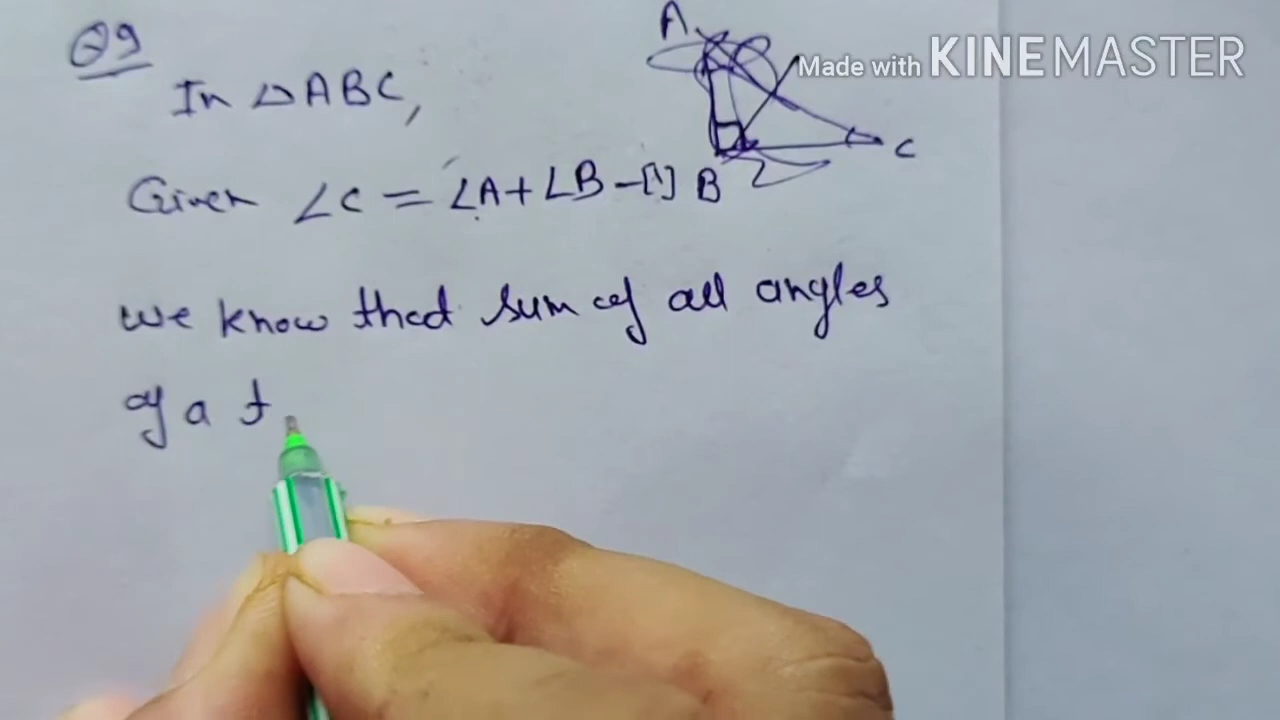 Q9
A
Made with KINEMASTER
In △ABC,
C
Given ∠C = ∠A + ∠B - [1] B
we know that sum of all angles
of a t